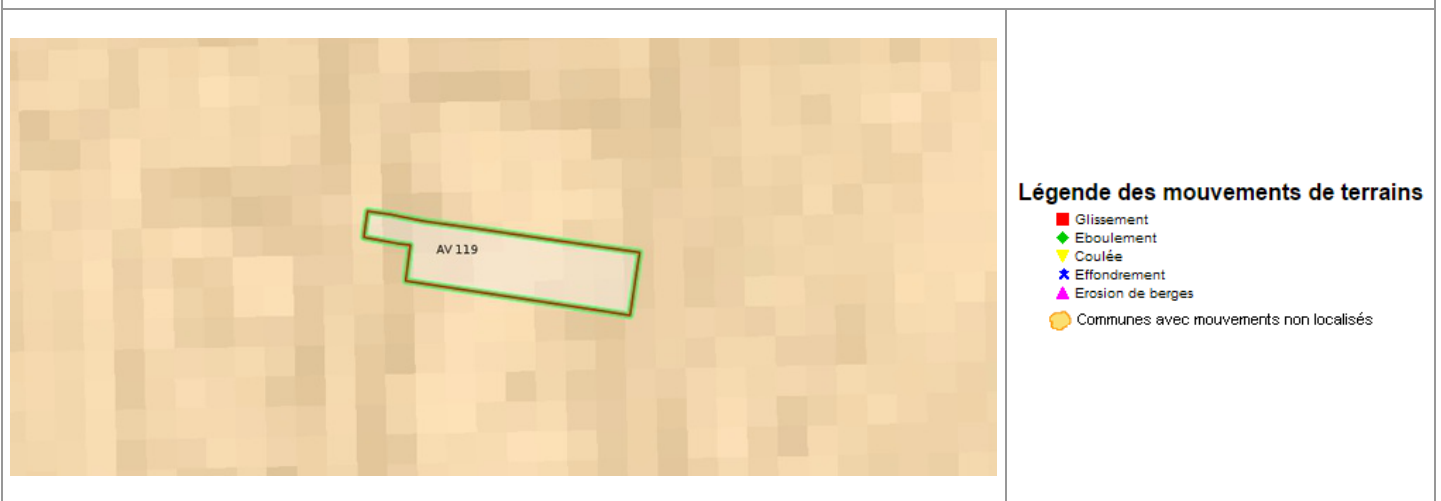 AV 119
Légende des mouvements de terrains
Glissement
Eboulement
Coulée
Effondrement
Erosion de berges
Communes avec mouvements non localisés